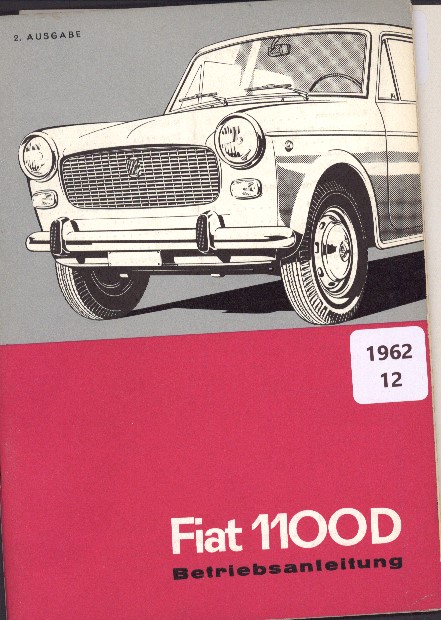 2. AUSGABE
1962
12
Fiat 1100D
Betriebsanleitung